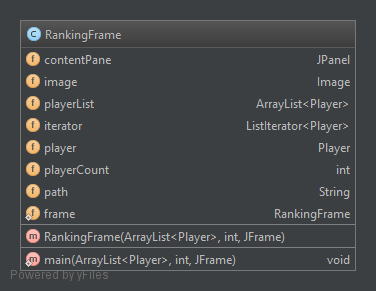 C RankingFrame
f contentPane JPanel
f image Image
f playerList ArrayList<Player>
f iterator ListIterator<Player>
f player Player
f playerCount int
f path String
f frame RankingFrame
m RankingFrame(ArrayList<Player>, int, JFrame)
m main(ArrayList<Player>, int, JFrame) void
Powered by yFiles